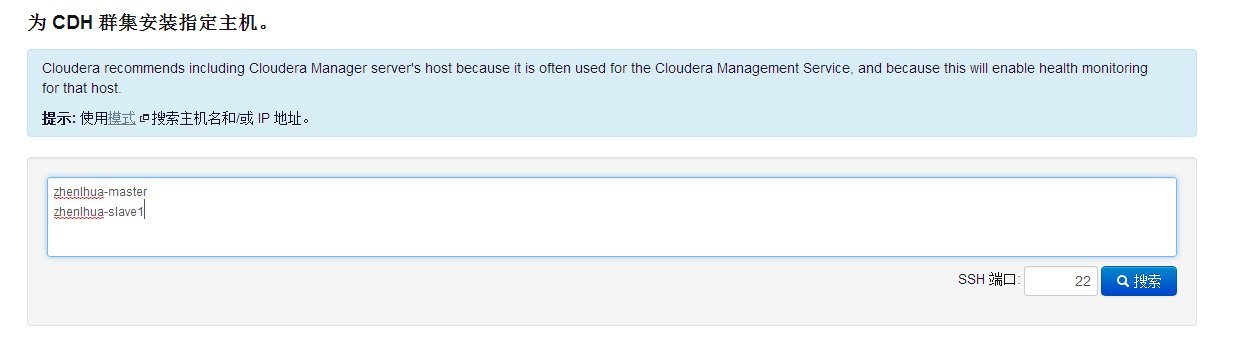 为 CDH 群集安装指定主机。
Cloudera recommends including Cloudera Manager server's host because it is often used for the Cloudera Management Service, and because this will enable health monitoring
for that host.
提示: 使用模式 搜索主机名和/或 IP 地址。
zhenlhua-master
zhenlhua-slave1
SSH 端口: 22 搜索